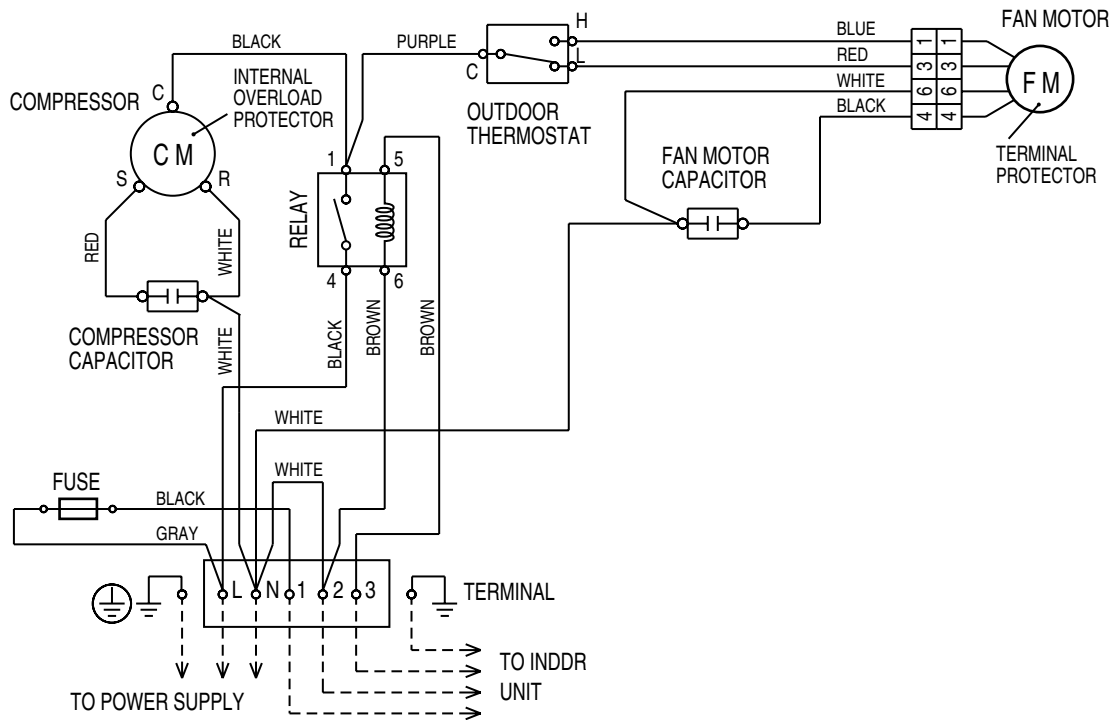 FAN MOTOR
H
BLUE
BLACK
PURPLE
L
RED
1 1
3 3
6 6
4 4
F M
C
WHITE
BLACK
INTERNAL
OVERLOAD
PROTECTOR
COMPRESSOR
C
OUTDOOR
THERMOSTAT
C M
FAN MOTOR
CAPACITOR
TERMINAL
PROTECTOR
1
5
S
R
RELAY
RED
WHITE
4
6
COMPRESSOR
CAPACITOR
WHITE
BLACK
BROWN
BROWN
WHITE
WHITE
FUSE
BLACK
GRAY
L N 1 2 3
TERMINAL
TO INDDR
UNIT
TO POWER SUPPLY